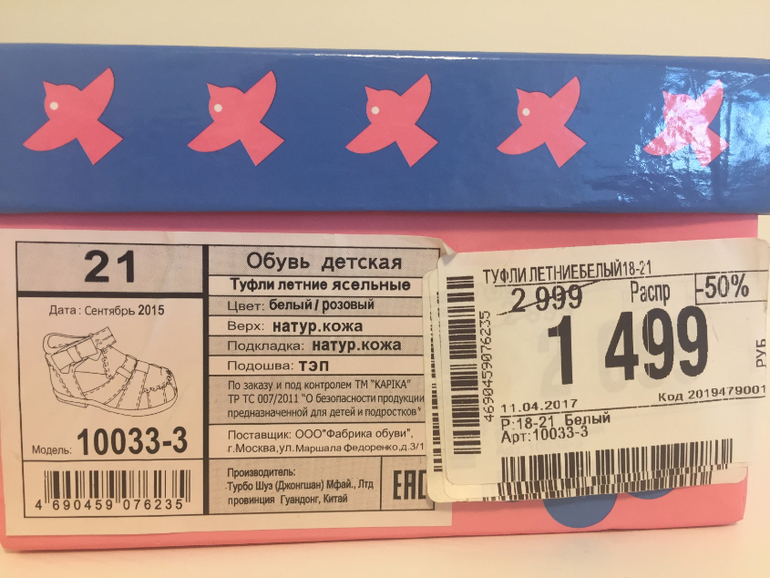 21
Дата: Сентябрь 2015
Модель: 10033-3
4 690459 076235
Обувь детская
Туфли летние ясельные
Цвет: белый / розовый
Верх: натур.кожа
Подкладка: натур.кожа
Подошва: ТЭП
По заказу и под контролем ТМ "KAPIKA"
ТР ТС 007/2011 "О безопасности продукции
предназначенной для детей и подростков"
Поставщик: ООО"Фабрика обуви",
г.Москва,ул.Маршала Федоренко,д.3/1
Производитель:
Турбо Шуэ (Джонгшан) Мфай., Лтд
провинция Гуандонг, Китай
ЕАС
4690459076235
ТУФЛИ ЛЕТНИЕБЕЛЫЙ18-21
2 999 Распр -50%
1 499
РУБ
11.04.2017 Код 2019479001
Р:18-21 Белый
Арт:10033-3